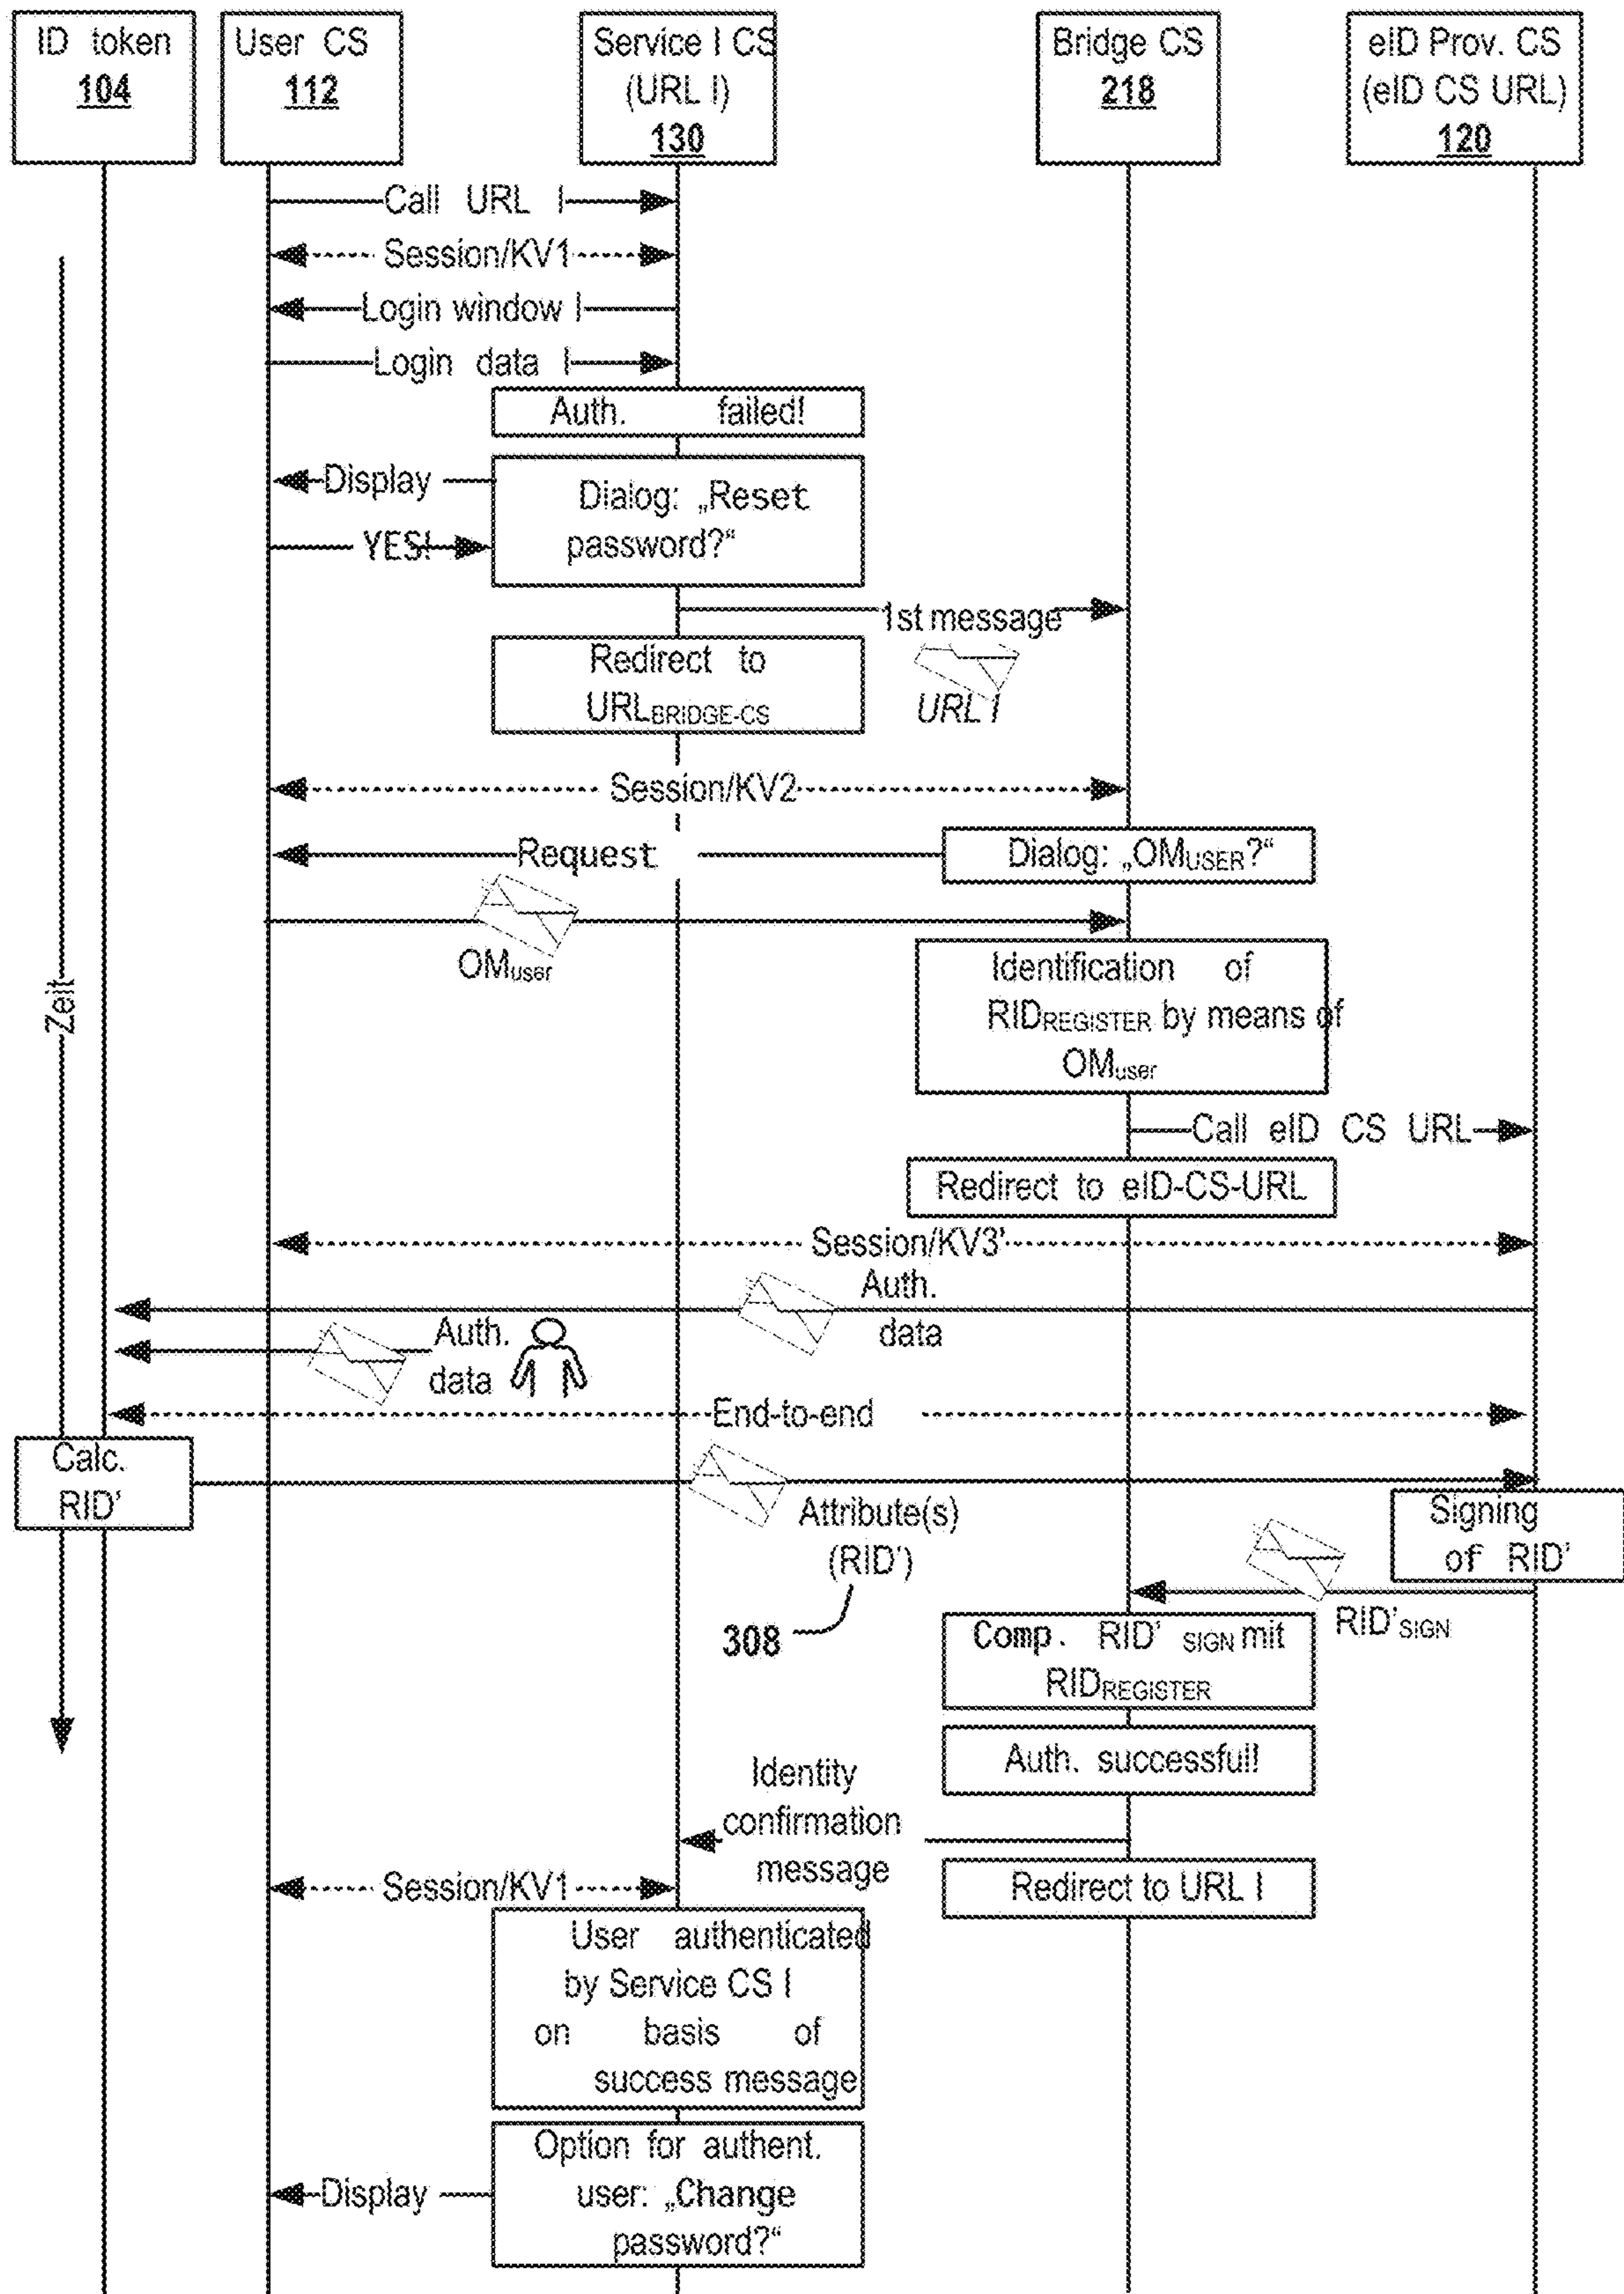 ID token
104
User CS
112
Service I CS
(URL I)
130
Bridge CS
218
eID Prov. CS
(eID CS URL)
120
Call URL I
Session/KV1
Login window I
Login data I
Auth. failed!
Display
Dialog: „Reset
password?“
YES!
1st message
URL I
Redirect to
URLBRIDGE-CS
Session/KV2
Request
Dialog: „OMUSER?“
OMuser
Zeit
Identification of
RIDREGISTER by means of
OMuser
Call eID CS URL
Redirect to eID-CS-URL
Session/KV3'
Auth.
data
Auth.
data
End-to-end
Calc.
RID'
Attribute(s)
(RID')
308
Signing
of RID'
RID'SIGN
Comp. RID' SIGN mit
RIDREGISTER
Auth. successful!
Identity
confirmation
message
Redirect to URL I
Session/KV1
User authenticated
by Service CS I
on basis of
success message
Option for authent.
user: „Change
password?“
Display